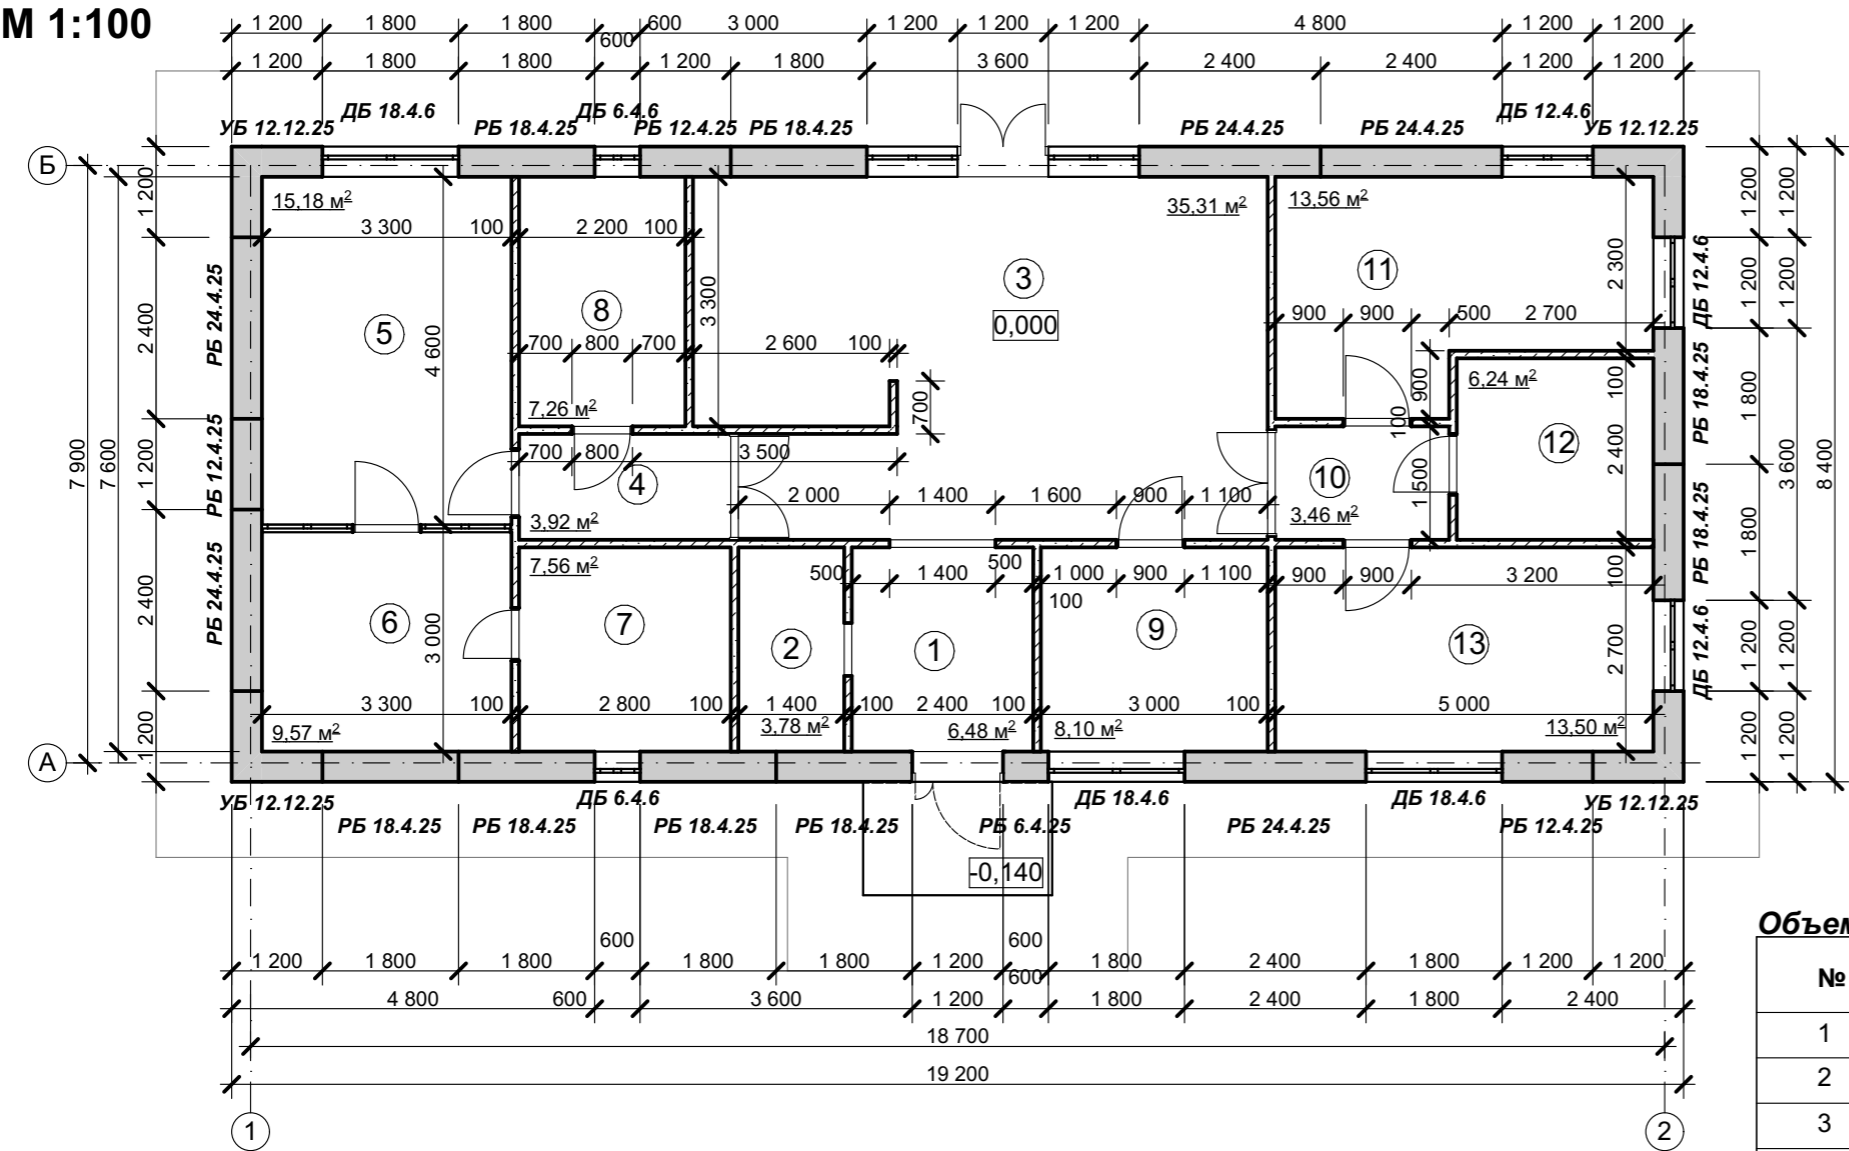 М 1:100
1 200 1 800 1 800 600 600 3 000 1 200 1 200 1 200 4 800 1 200 1 200
1 200 1 800 1 800 1 200 1 800 3 600 2 400 2 400 1 200 1 200
ДБ 18.4.6 ДБ 6.4.6 ДБ 12.4.6
УБ 12.12.25 РБ 18.4.25 РБ 12.4.25 РБ 18.4.25 РБ 24.4.25 РБ 24.4.25 УБ 12.12.25
Б
15,18 м² 35,31 м² 13,56 м²
3 300 100 2 200 100
5 8 3 11
0,000
4 600 3 300 2 300
900 900 500 2 700
700 800 700 2 600 100
7,26 м² 6,24 м²
700 900 100 100
700 800 3 500
4 10 12
2 400 1 500
2 000 1 400 1 600 900 1 100
3,92 м² 3,46 м²
7,56 м²
500 1 400 500 1 000 900 1 100 900 900 3 200 100
100
6 7 2 1 9 13
3 000 2 700
3 300 100 2 800 100 1 400 100 2 400 100 3 000 100 5 000
9,57 м² 3,78 м² 6,48 м² 8,10 м² 13,50 м²
А
7 900
7 600
1 200 2 400 1 200 2 400 1 200
РБ 24.4.25 РБ 12.4.25 РБ 24.4.25
ДБ 12.4.6 РБ 18.4.25 РБ 18.4.25 ДБ 12.4.6
1 200 1 200 1 800 1 800 1 200 1 200
1 200 1 200 3 600 1 200 1 200
8 400
УБ 12.12.25 ДБ 6.4.6 ДБ 18.4.6 ДБ 18.4.6 УБ 12.12.25
РБ 18.4.25 РБ 18.4.25 РБ 18.4.25 РБ 18.4.25 РБ 6.4.25 РБ 24.4.25 РБ 12.4.25
-0,140
1 200 1 800 1 800 600 1 800 1 800 1 200 600 1 800 2 400 1 800 1 200 1 200
4 800 600 3 600 1 200 600 1 800 2 400 1 800 2 400
18 700
19 200
1 2
Объем
№
1
2
3